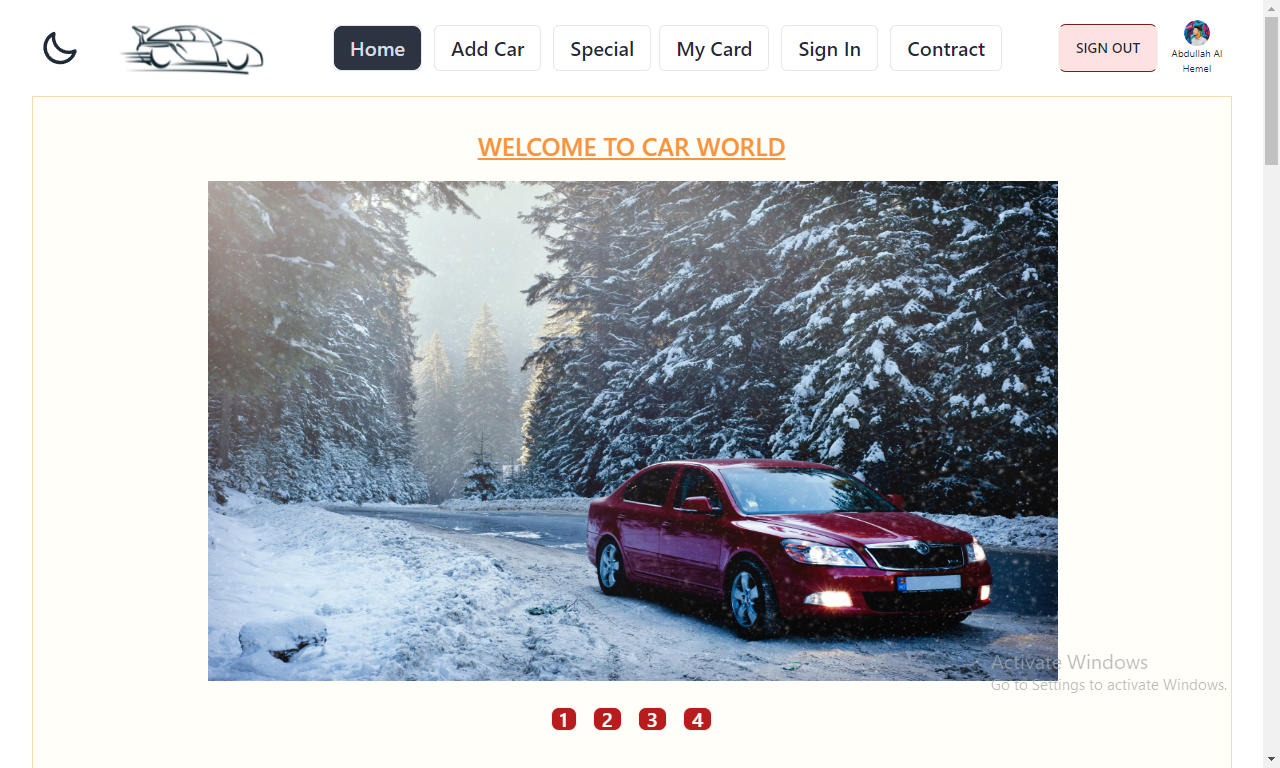 Home
Add Car
Special
My Card
Sign In
Contract
SIGN OUT
Abdullah Al
Hemel
WELCOME TO CAR WORLD
Activate Windows
Go to Settings to activate Windows.
1
2
3
4